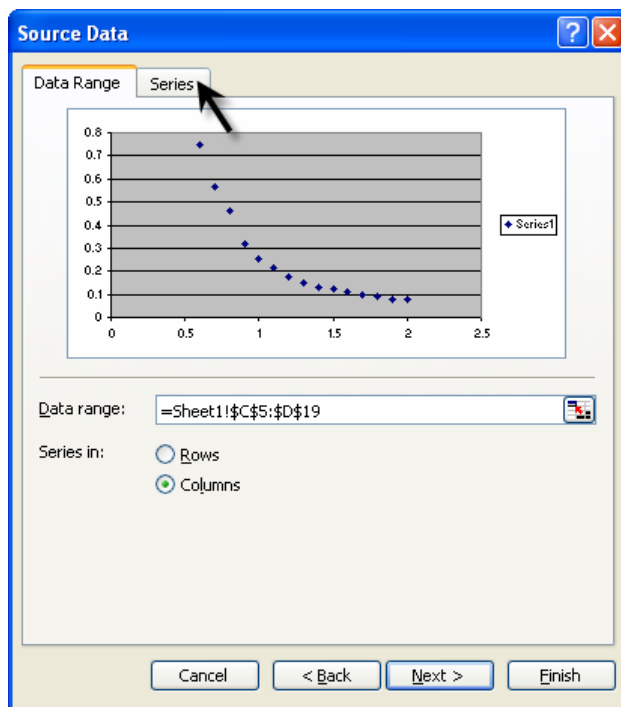 Source Data
Data Range Series
0.8
0.7
0.6
0.5
0.4
0.3
0.2
0.1
0
0 0.5 1 1.5 2 2.5
Series1
Data range: =Sheet1!$C$5:$D$19
Series in: Rows
Columns
Cancel < Back Next > Finish